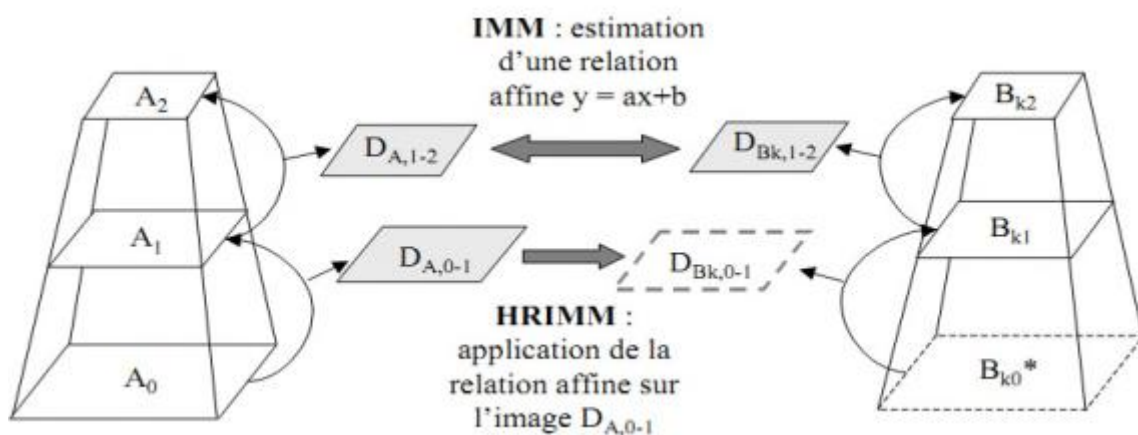 IMM : estimation
d'une relation
affine y = ax+b
A2
Bk2
DA,1-2
DBk,1-2
A1
Bk1
DA,0-1
DBk,0-1
HRIMM :
application de la
relation affine sur
l'image DA,0-1
A0
Bk0*